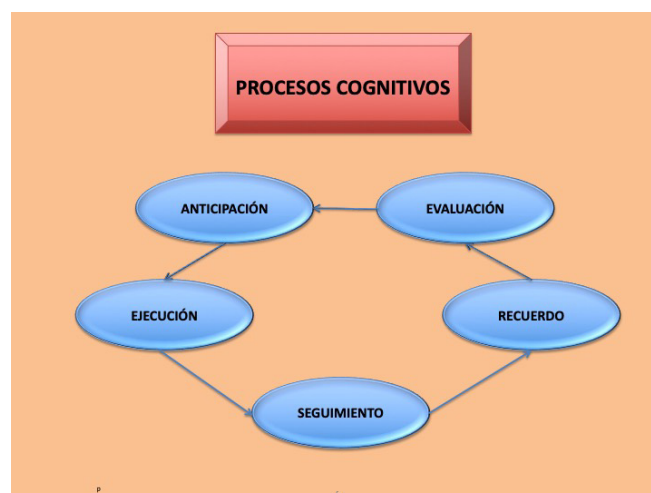 PROCESOS COGNITIVOS
ANTICIPACIÓN
EVALUACIÓN
EJECUCIÓN
RECUERDO
SEGUIMIENTO
P